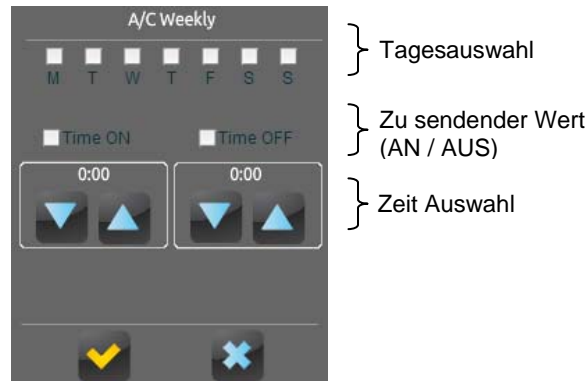 A/C Weekly
M T W T F S S
Tagesauswahl
Time ON Time OFF
Zu sendender Wert
(AN / AUS)
0:00 0:00
Zeit Auswahl